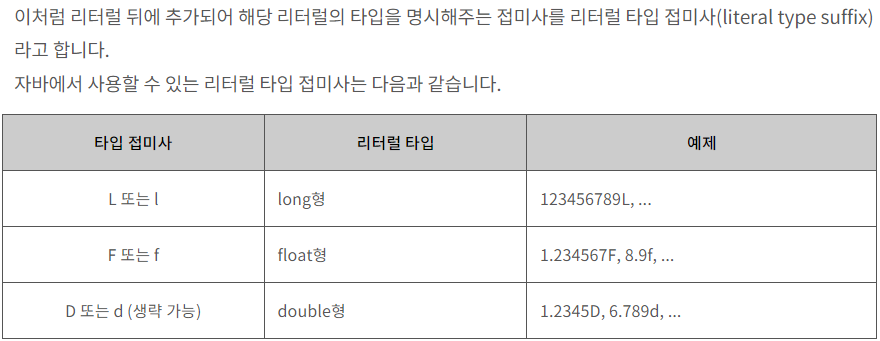 이처럼 리터럴 뒤에 추가되어 해당 리터럴의 타입을 명시해주는 접미사를 리터럴 타입 접미사(literal type suffix)
라고 합니다.
자바에서 사용할 수 있는 리터럴 타입 접미사는 다음과 같습니다.
타입 접미사 리터럴 타입 예제
L 또는 l long형 123456789L, ...
F 또는 f float형 1.234567F, 8.9f, ...
D 또는 d (생략 가능) double형 1.2345D, 6.789d, ...